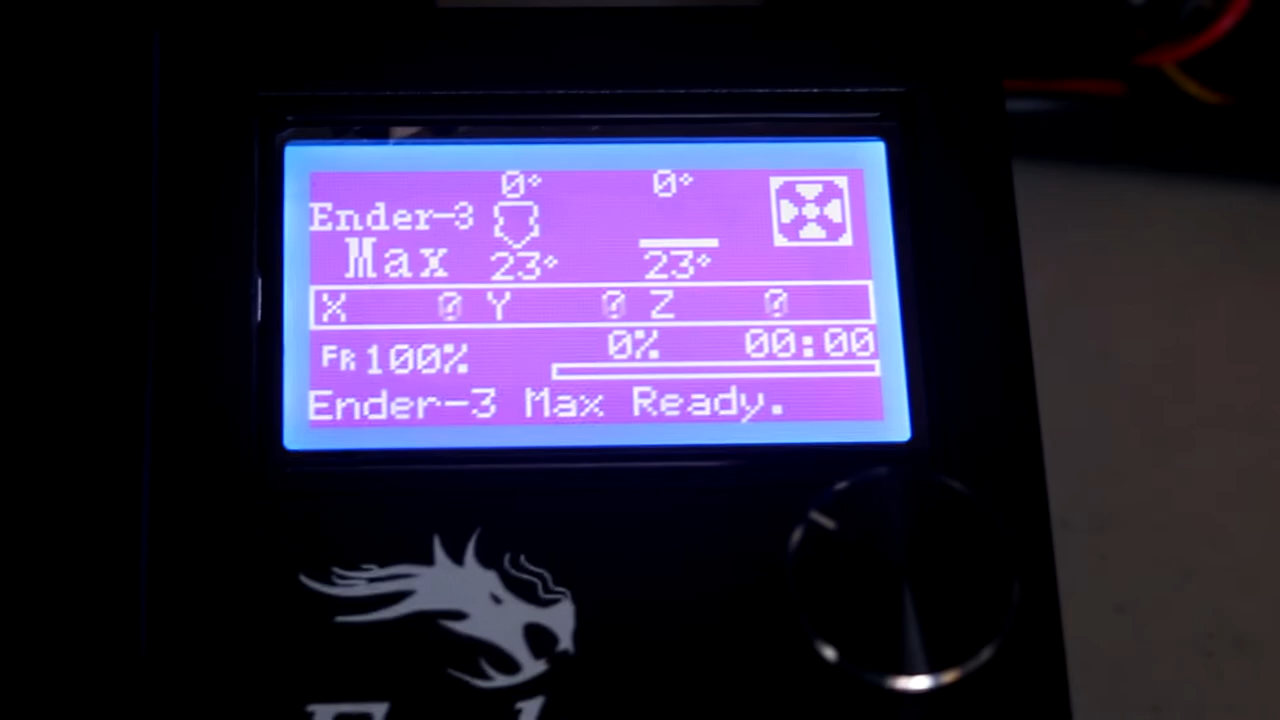 0° 0°
Ender-3
Max 23° 23°
X 0 Y 0 Z 0
FR 100% 0% 00:00
Ender-3 Max Ready.